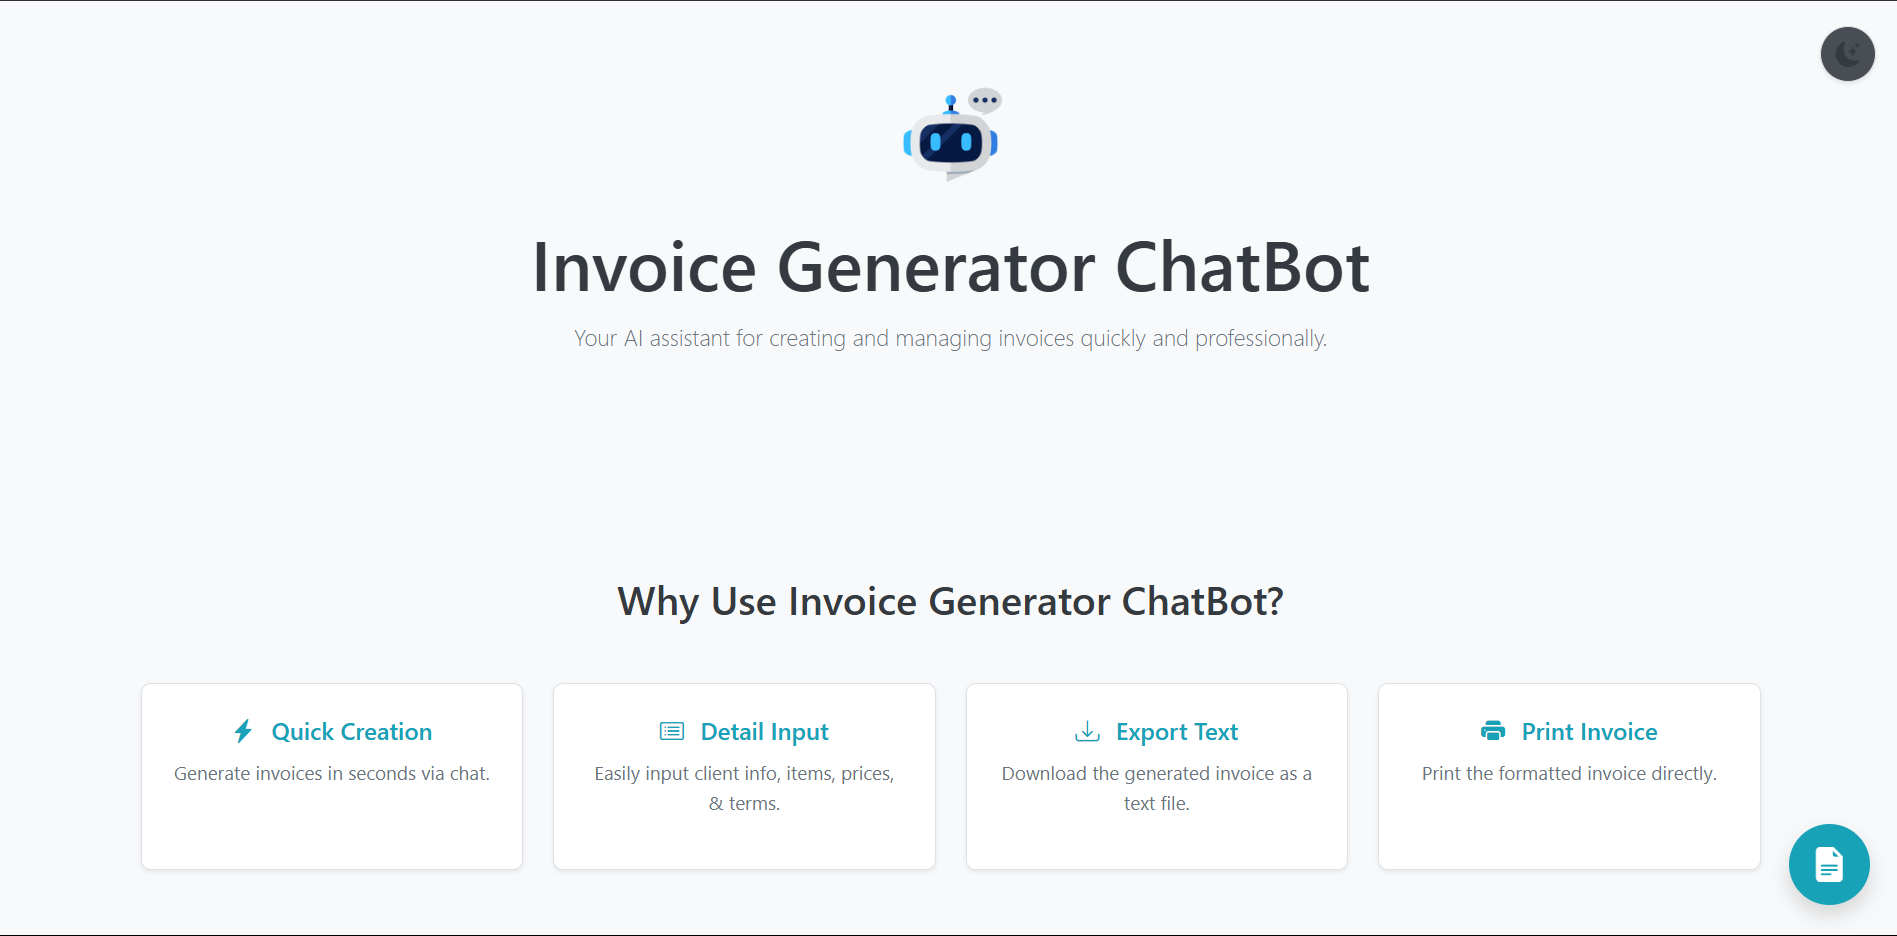 Invoice Generator ChatBot
Your AI assistant for creating and managing invoices quickly and professionally.
Why Use Invoice Generator ChatBot?
Quick Creation
Generate invoices in seconds via chat.
Detail Input
Easily input client info, items, prices,
& terms.
Export Text
Download the generated invoice as a
text file.
Print Invoice
Print the formatted invoice directly.